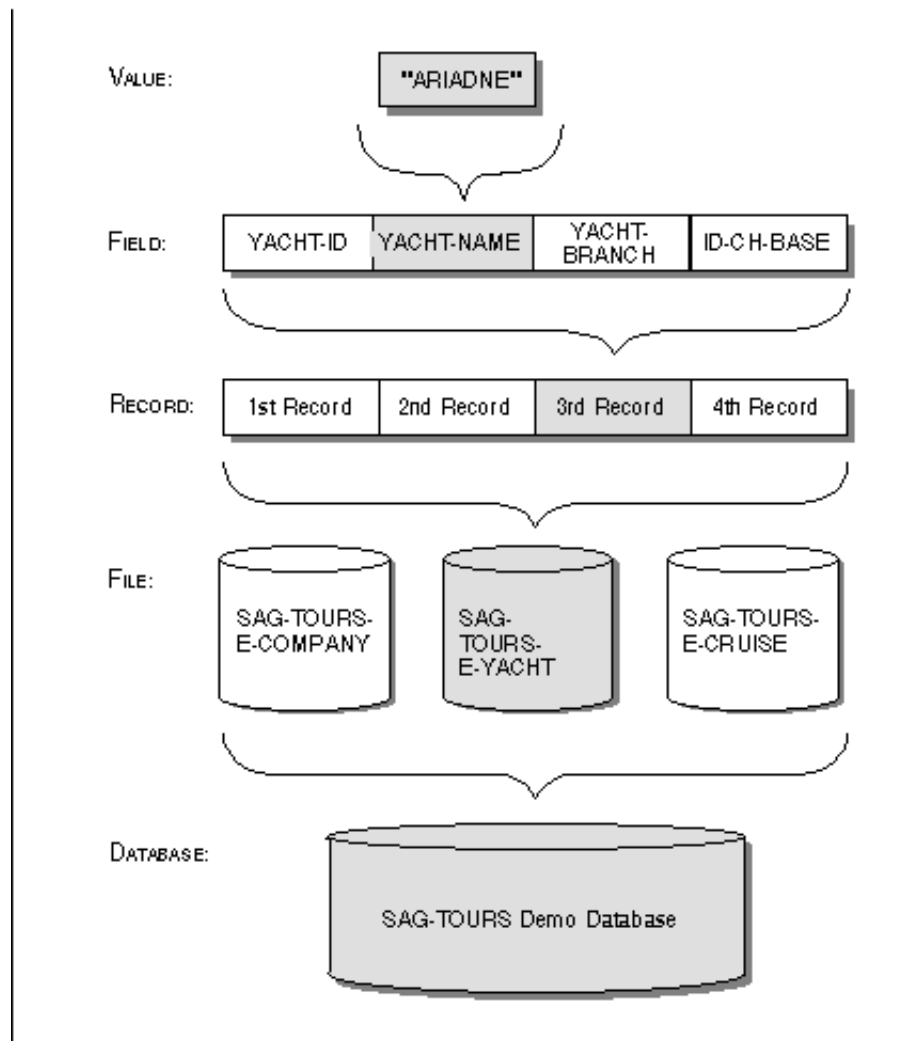 VALUE:
"ARIADNE"
FIELD:
YACHT-ID
YACHT-NAME
YACHT-
BRANCH
ID-CH-BASE
RECORD:
1st Record
2nd Record
3rd Record
4th Record
FILE:
SAG-TOURS-
E-COMPANY
SAG-
TOURS-
E-YACHT
SAG-TOURS-
E-CRUISE
DATABASE:
SAG-TOURS Demo Database